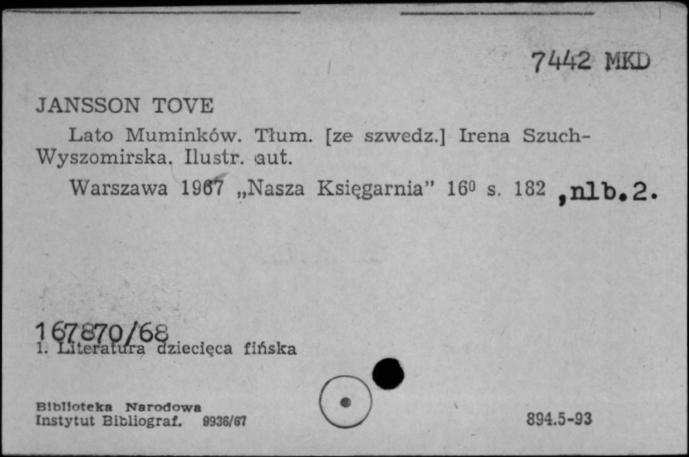 7442 MKD
JANSSON TOVE
Lato Muminków. Tłum. [ze szwedz.] Irena Szuch-
Wyszomirska. Ilustr. aut.
Warszawa 1967 „Nasza Księgarnia” 16⁰ s. 182 ,nlb.2.
167870/68
1. Literatura dziecięca fińska
Biblioteka Narodowa
Instytut Bibliograf. 9936/67
894.5-93